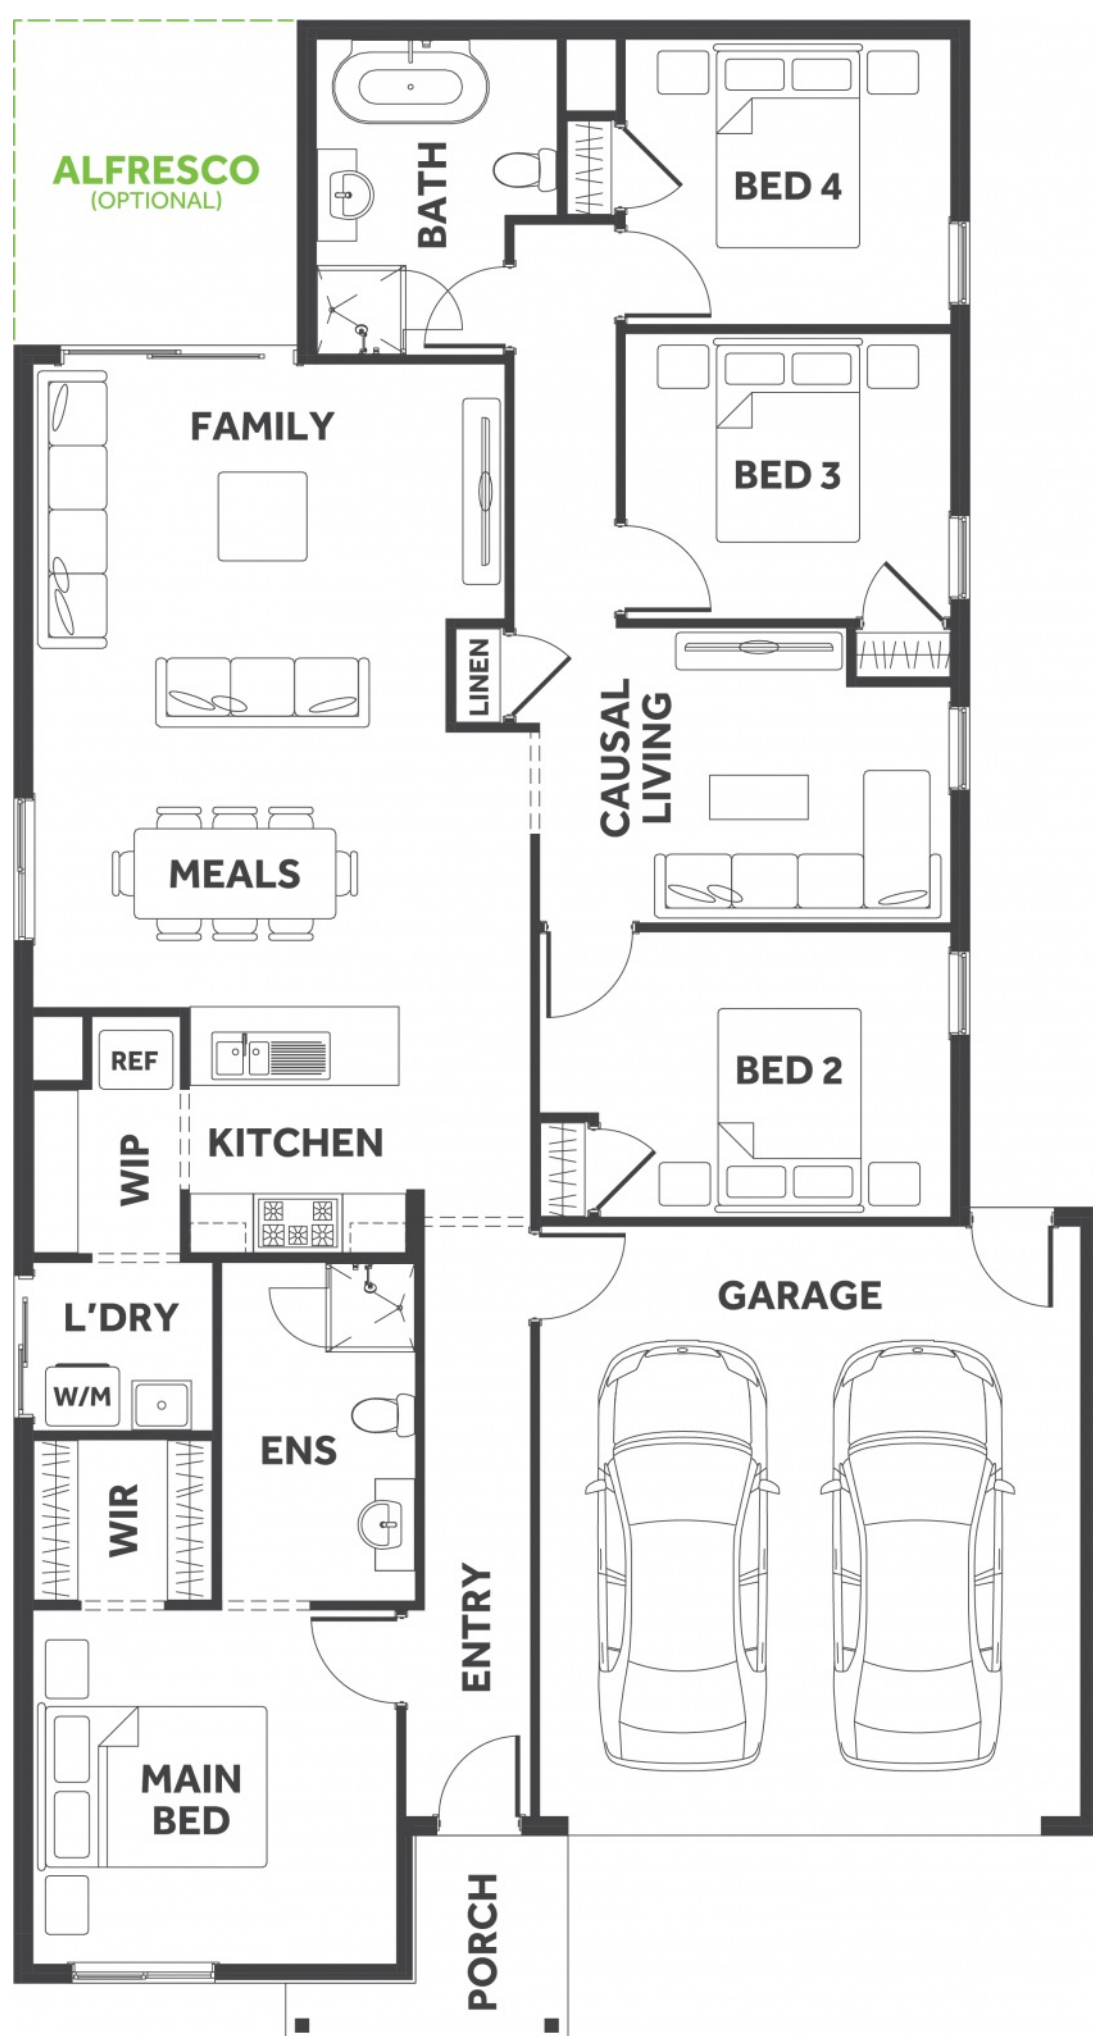 ALFRESCO
(OPTIONAL)
BATH
BED 4
FAMILY
BED 3
LINEN
CAUSAL
LIVING
MEALS
REF
BED 2
WIP
KITCHEN
L'DRY
GARAGE
W/M
ENS
WIR
ENTRY
MAIN
BED
PORCH